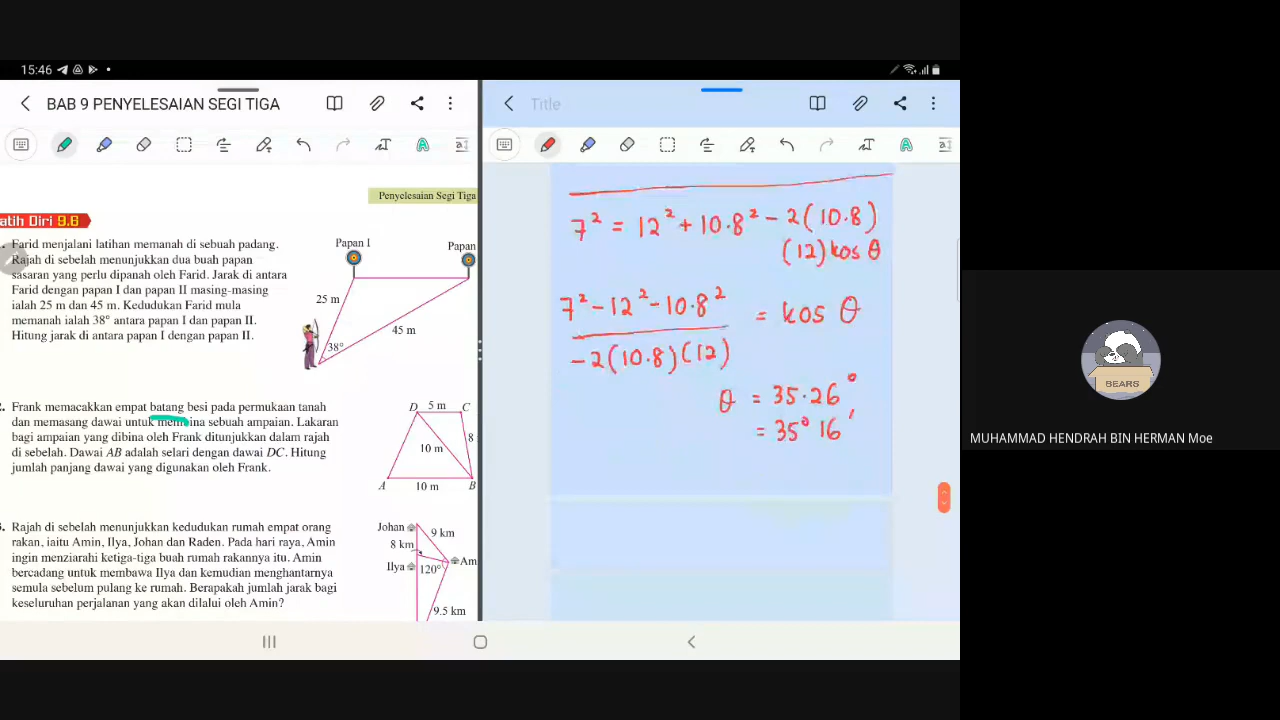 15:46
BAB 9 PENYELESAIAN SEGI TIGA
Title
Penyelesaian Segi Tiga
atih Diri 9.8
Farid menjalani latihan memanah di sebuah padang.
Rajah di sebelah menunjukkan dua buah papan
sasaran yang perlu dipanah oleh Farid. Jarak di antara
Farid dengan papan I dan papan II masing-masing
ialah 25 m dan 45 m. Kedudukan Farid mula
memanah ialah 38° antara papan I dan papan II.
Hitung jarak di antara papan I dengan papan II.
Papan I
Papan
25 m
45 m
38°
2. Frank memacakkan empat batang besi pada permukaan tanah
dan memasang dawai untuk membina sebuah ampaian. Lakaran
bagi ampaian yang dibina oleh Frank ditunjukkan dalam rajah
di sebelah. Dawai AB adalah selari dengan dawai DC. Hitung
jumlah panjang dawai yang digunakan oleh Frank.
D 5 m C
8
10 m
A 10 m B
Rajah di sebelah menunjukkan kedudukan rumah empat orang
rakan, iaitu Amin, Ilya, Johan dan Raden. Pada hari raya, Amin
ingin menziarahi ketiga-tiga buah rumah rakannya itu. Amin
bercadang untuk membawa Ilya dan kemudian menghantarnya
semula sebelum pulang ke rumah. Berapakah jumlah jarak bagi
keseluruhan perjalanan yang akan dilalui oleh Amin?
Johan
9 km
8 km
Am
Ilya 120°
9.5 km
7² = 12² + 10.8² - 2(10.8)
(12) kos θ
7² - 12² - 10.8²
= kos θ
-2(10.8)(12)
θ = 35.26°
= 35° 16'
BEARS
MUHAMMAD HENDRAH BIN HERMAN Moe